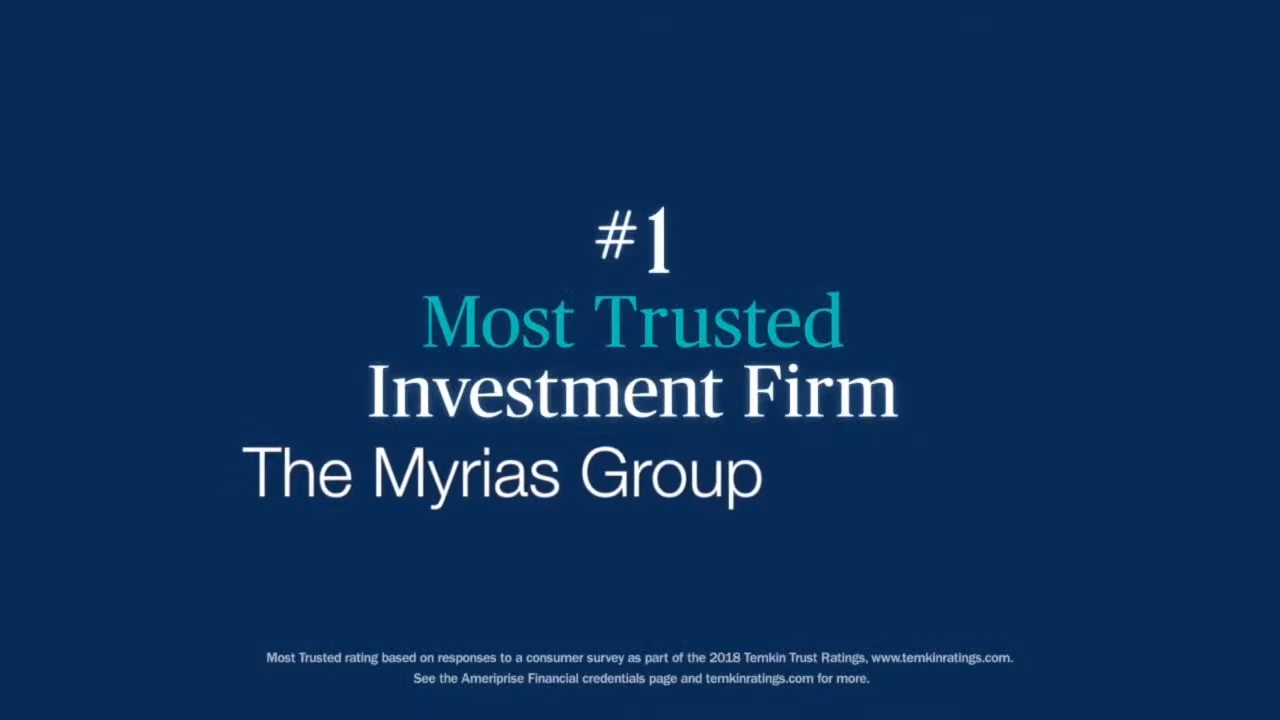 #1
Most Trusted
Investment Firm
The Myrias Group
Most Trusted rating based on responses to a consumer survey as part of the 2018 Temkin Trust Ratings, www.temkinratings.com.
See the Ameriprise Financial credentials page and temkinratings.com for more.